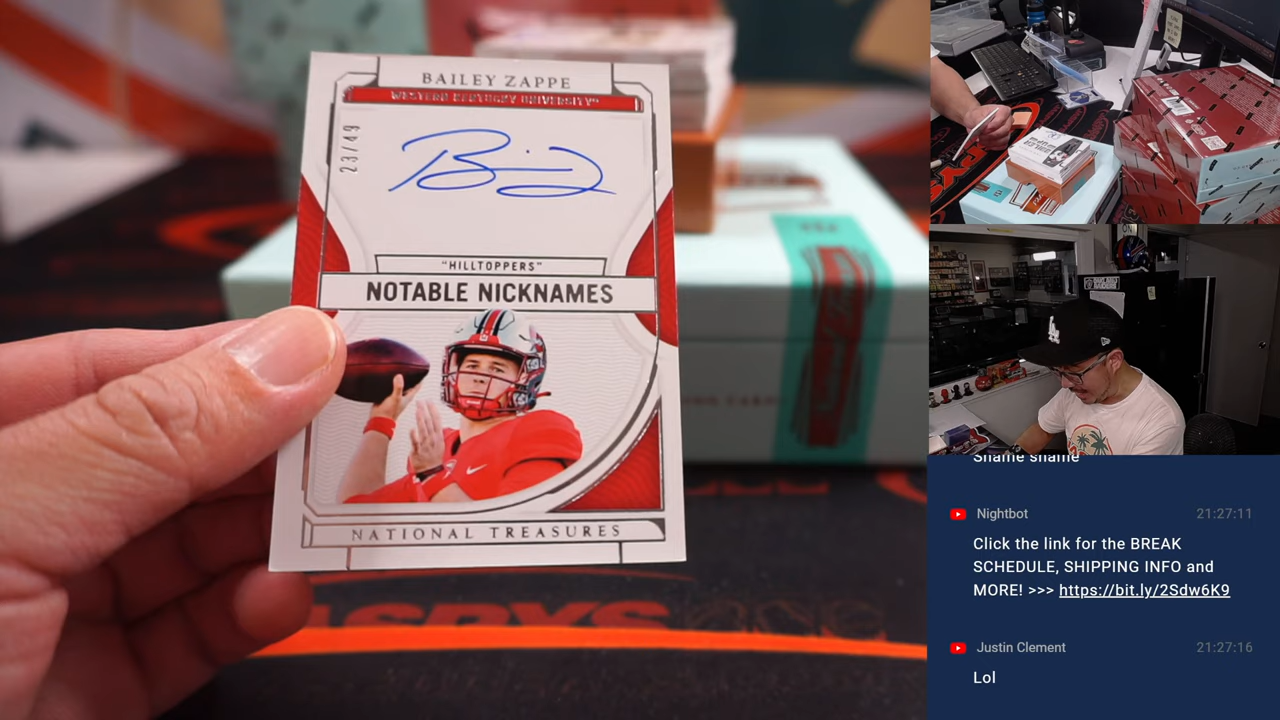 BAILEY ZAPPE
WESTERN KENTUCKY UNIVERSITY
23/49
"HILLTOPPERS"
NOTABLE NICKNAMES
NATIONAL TREASURES
LA
Shame shame
Nightbot
21:27:11
Click the link for the BREAK
SCHEDULE, SHIPPING INFO and
MORE! >>> https://bit.ly/2Sdw6K9
Justin Clement
21:27:16
Lol